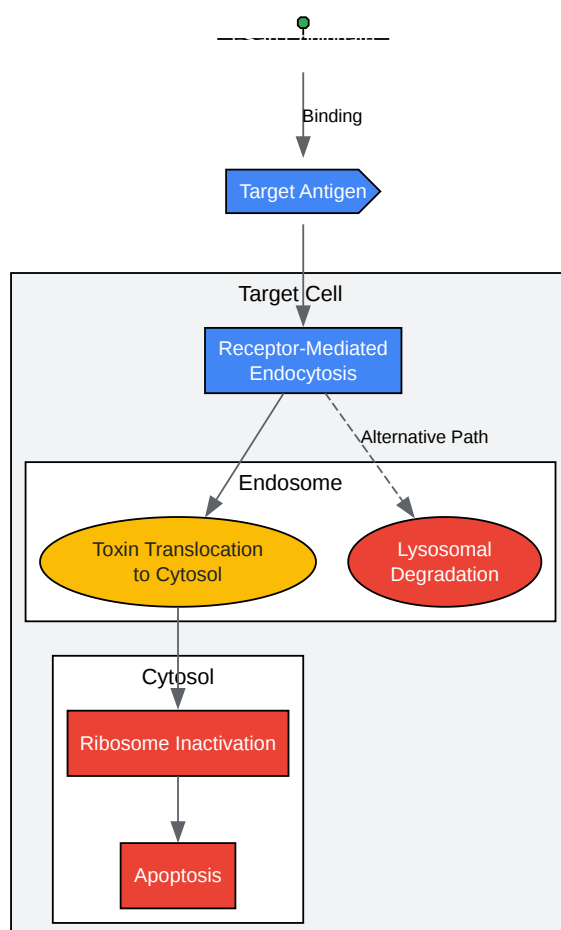 Binding
Target Antigen
Target Cell
Receptor-Mediated
Endocytosis
Alternative Path
Endosome
Toxin Translocation
to Cytosol
Lysosomal
Degradation
Cytosol
Ribosome Inactivation
Apoptosis